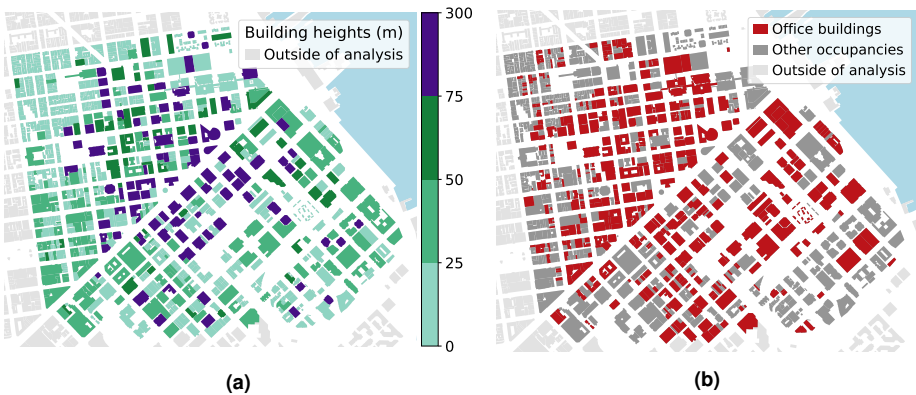 Building heights (m)
Outside of analysis
300
75
50
25
0
(a)
Office buildings
Other occupancies
Outside of analysis
(b)